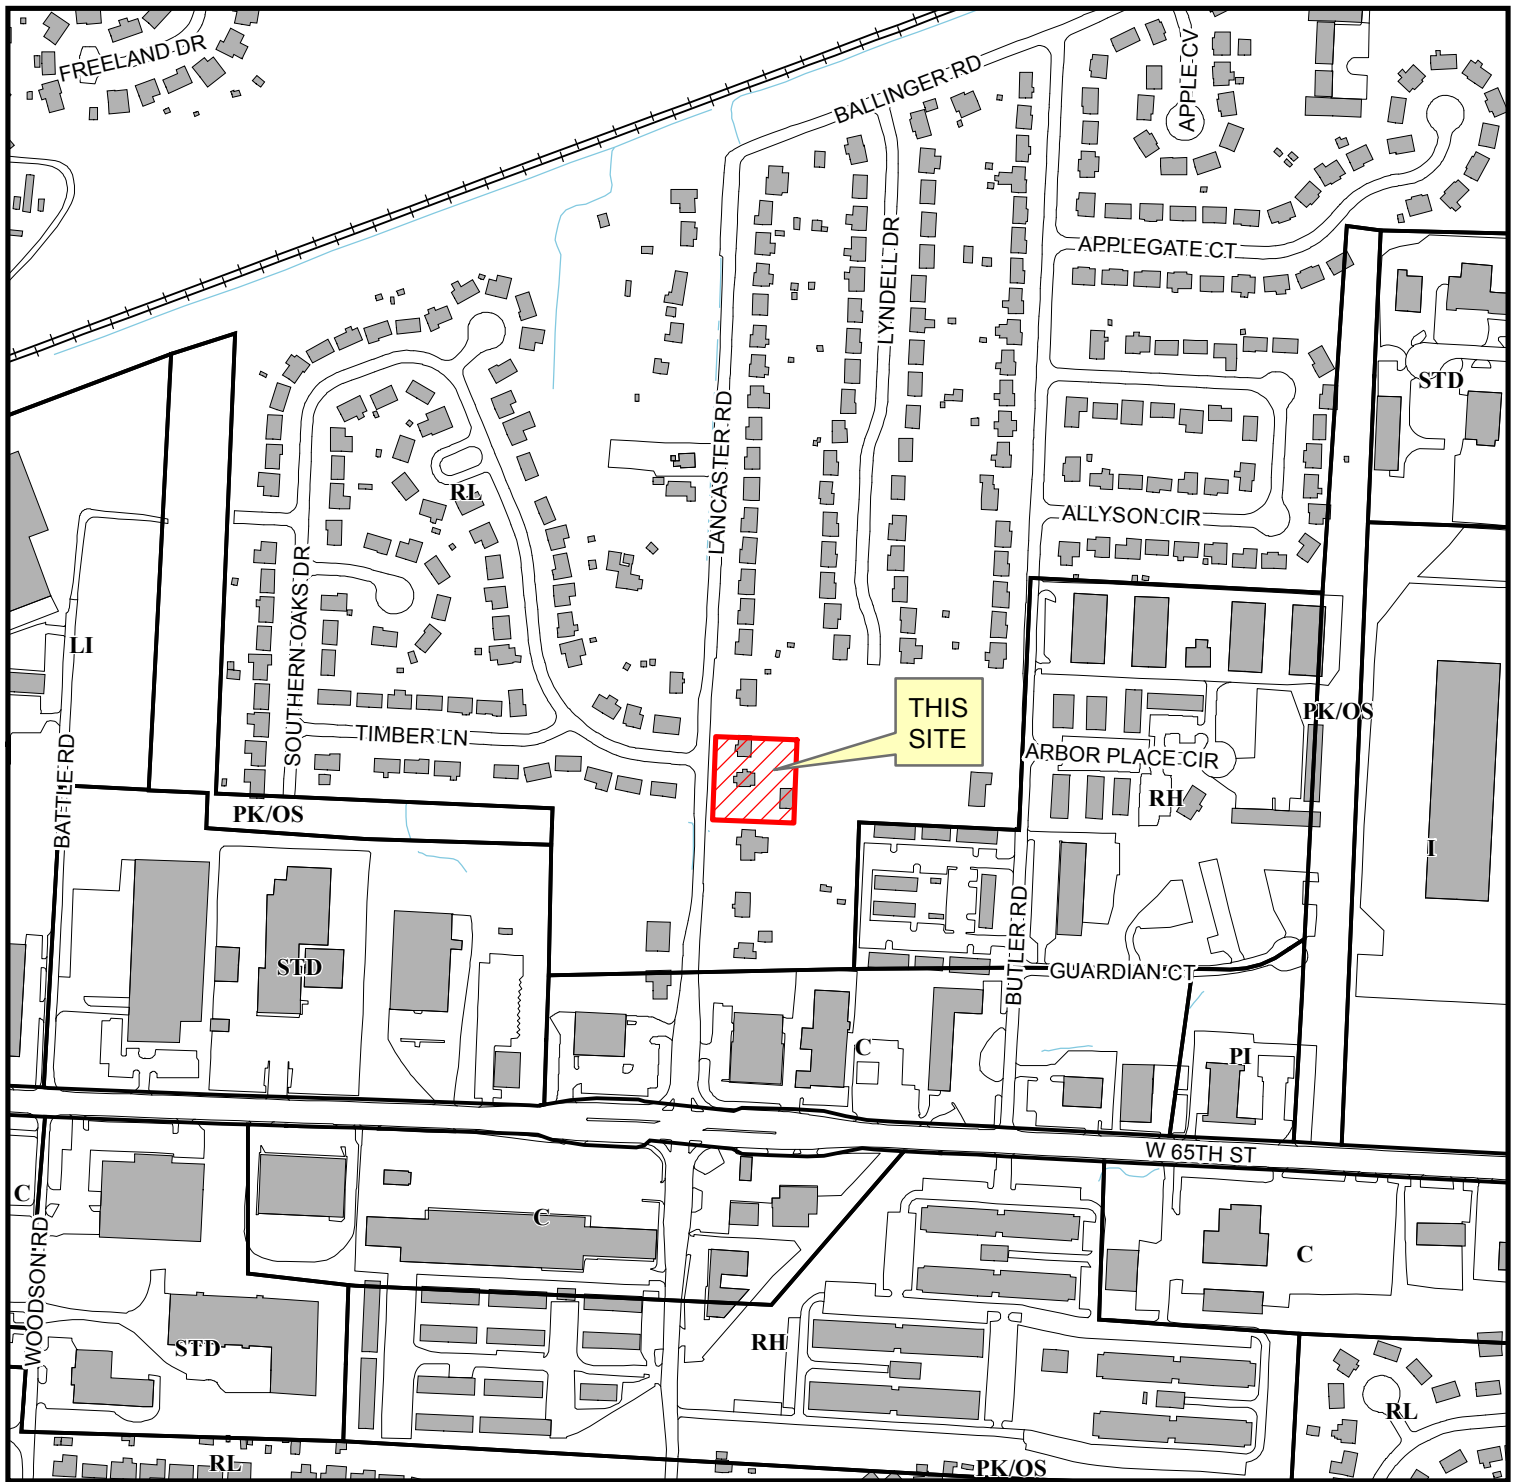 FREELAND DR
BALLINGER RD
APPLE CV
LYNDELL DR
APPLEGATE CT
STD
LANCASTER RD
RL
ALLYSON CIR
SOUTHERN OAKS DR
LI
THIS
SITE
PK/OS
TIMBER LN
ARBOR PLACE CIR
BATTLE RD
RH
PK/OS
I
BUTLER RD
STD
GUARDIAN CT
C
PI
W 65TH ST
C
C
C
WOODSON RD
STD
RH
RL
RL
PK/OS